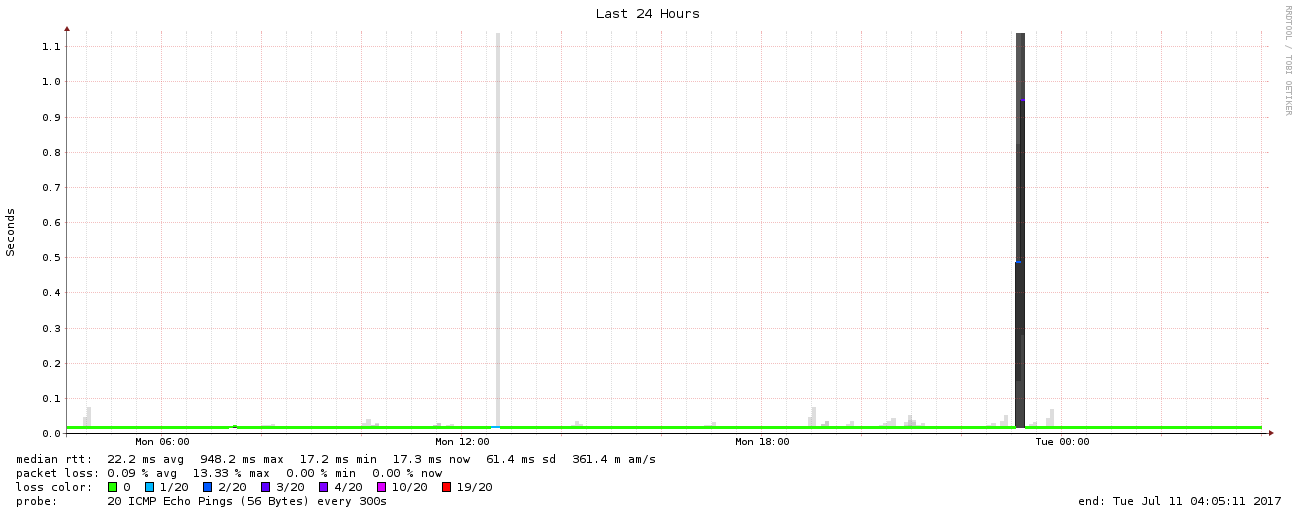 Last 24 Hours
RRDTOOL / TOBI OETIKER
Seconds
1.1
1.0
0.9
0.8
0.7
0.6
0.5
0.4
0.3
0.2
0.1
0.0
Mon 06:00 Mon 12:00 Mon 18:00 Tue 00:00
median rtt: 22.2 ms avg 948.2 ms max 17.2 ms min 17.3 ms now 61.4 ms sd 361.4 m am/s
packet loss: 0.09 % avg 13.33 % max 0.00 % min 0.00 % now
loss color: 0 1/20 2/20 3/20 4/20 10/20 19/20
probe: 20 ICMP Echo Pings (56 Bytes) every 300s end: Tue Jul 11 04:05:11 2017